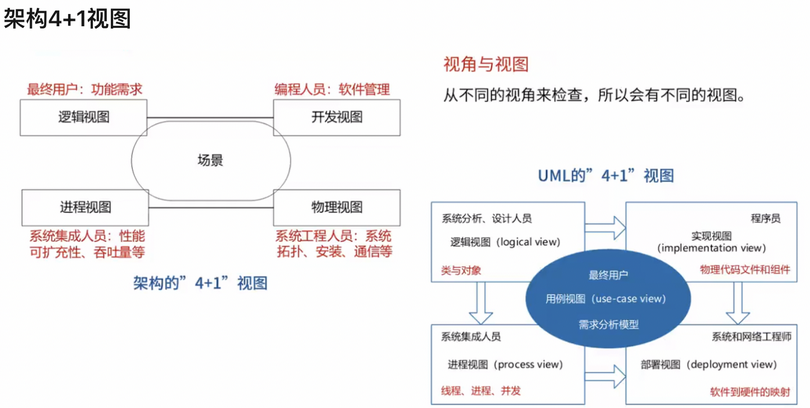 架构4+1视图
最终用户：功能需求
编程人员：软件管理
逻辑视图
开发视图
场景
进程视图
物理视图
系统集成人员：性能
可扩充性、吞吐量等
系统工程人员：系统
拓扑、安装、通信等
架构的”4+1”视图
视角与视图
从不同的视角来检查，所以会有不同的视图。
UML的”4+1”视图
系统分析、设计人员
逻辑视图（logical view）
类与对象
程序员
实现视图
（implementation view）
物理代码文件和组件
最终用户
用例视图（use-case view）
需求分析模型
系统集成人员
进程视图（process view）
线程、进程、并发
系统和网络工程师
部署视图（deployment view）
软件到硬件的映射